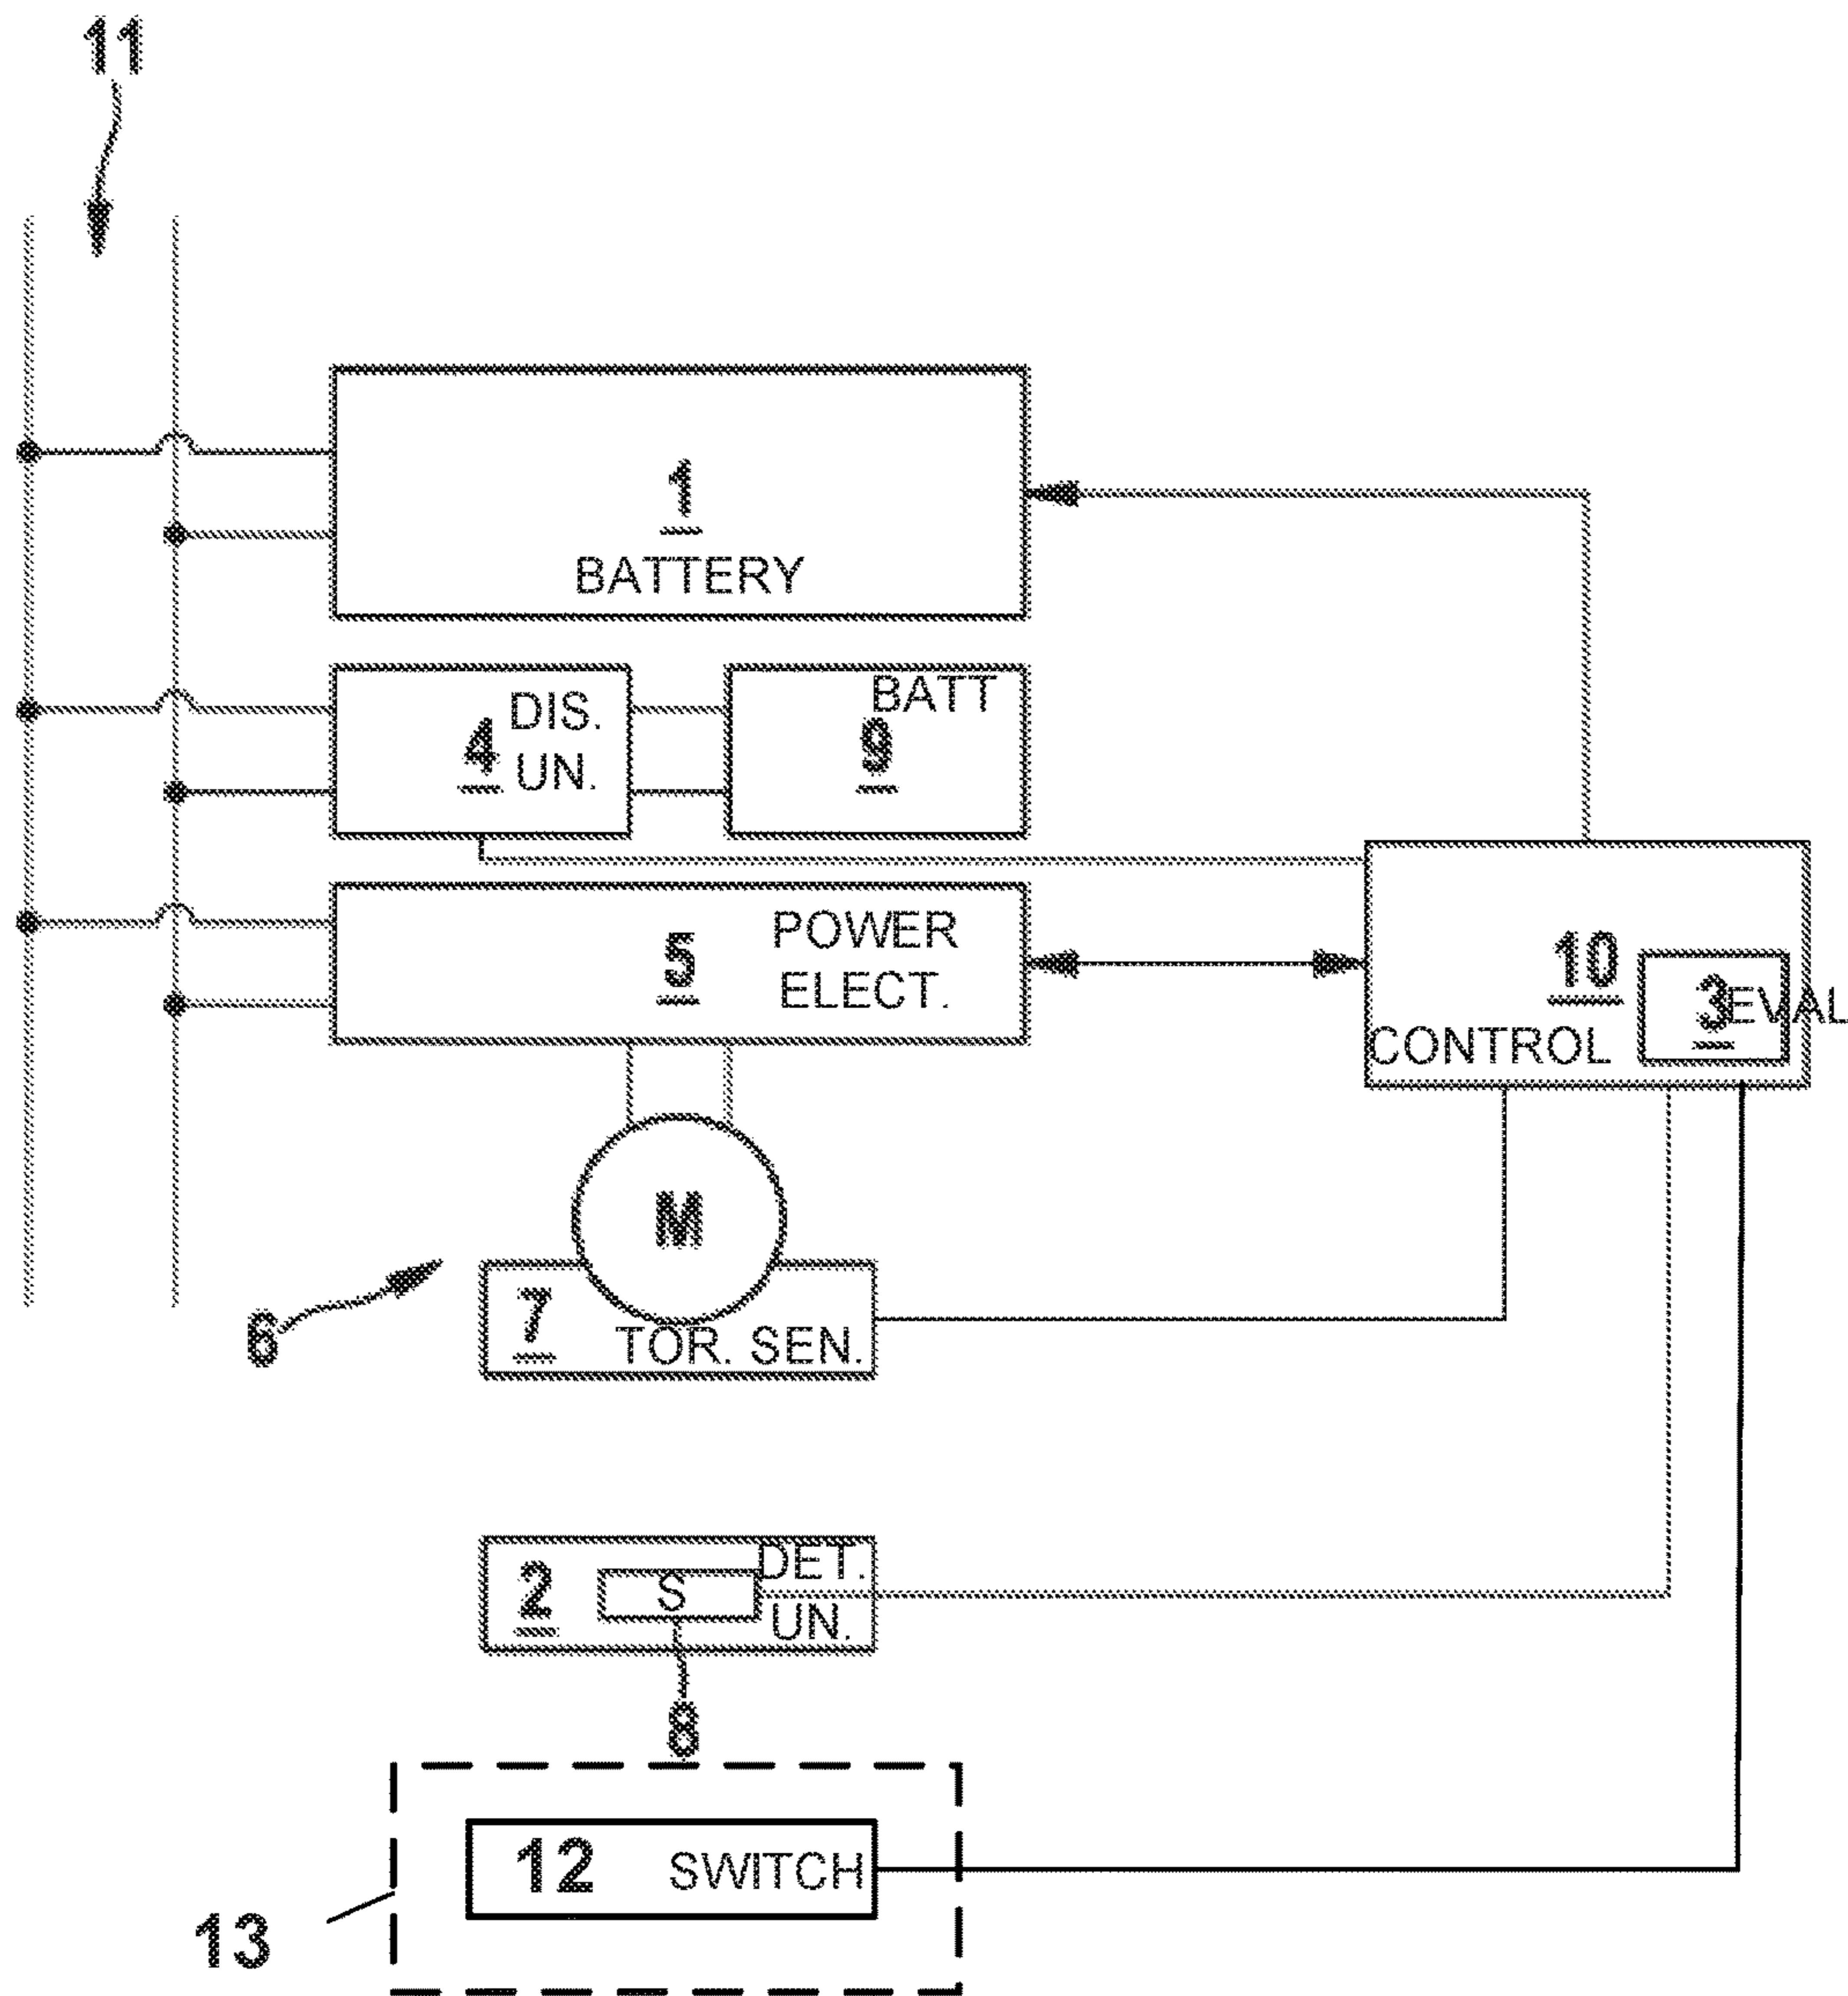 11
1
BATTERY
4 DIS.
UN.
BATT
9
5 POWER
ELECT.
10
3 EVAL
CONTROL
M
6
7
TOR. SEN.
2 S DET.
UN.
8
12 SWITCH
13